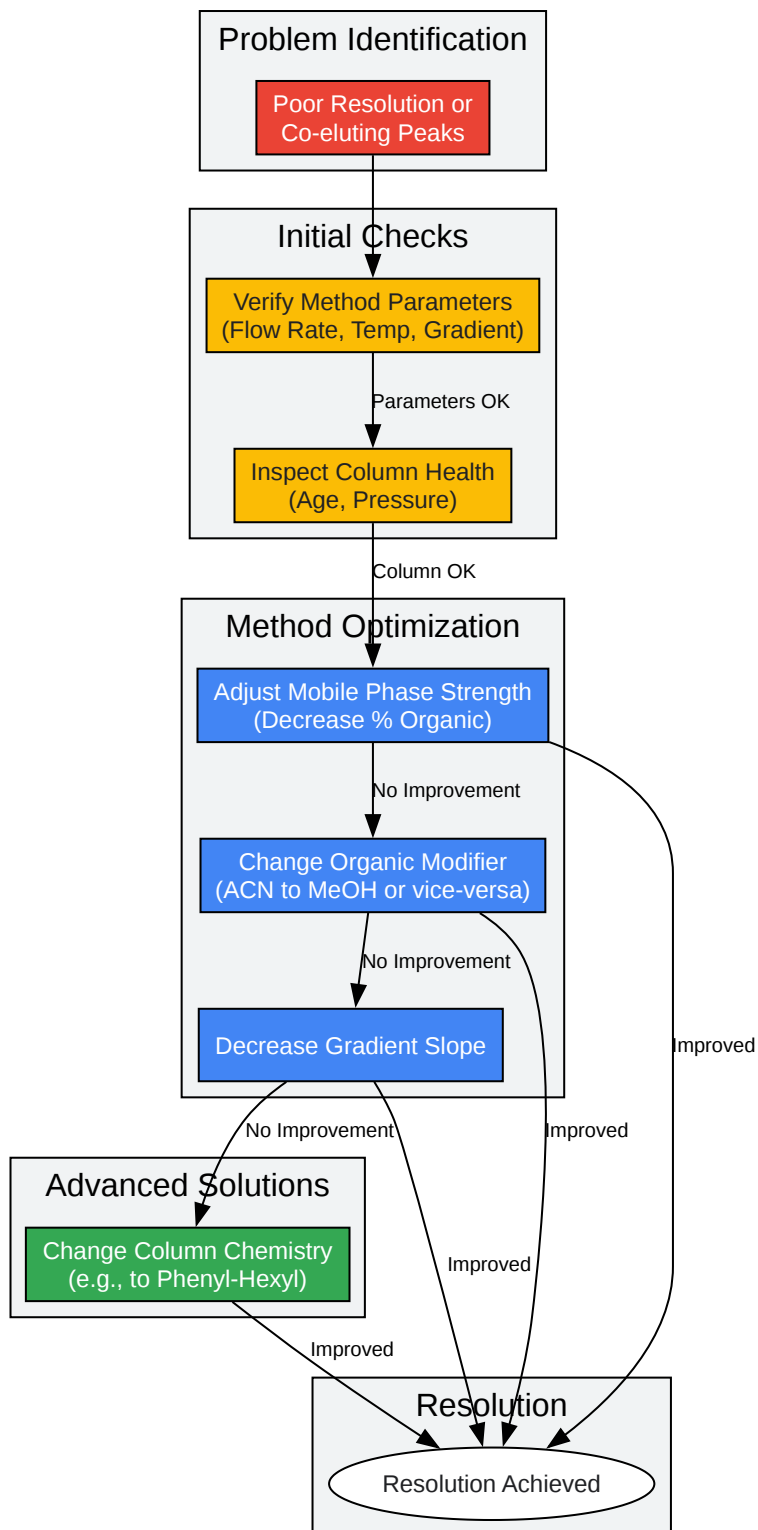 Problem Identification
Poor Resolution or
Co-eluting Peaks
Initial Checks
Verify Method Parameters
(Flow Rate, Temp, Gradient)
Parameters OK
Inspect Column Health
(Age, Pressure)
Column OK
Method Optimization
Adjust Mobile Phase Strength
(Decrease % Organic)
No Improvement
Change Organic Modifier
(ACN to MeOH or vice-versa)
No Improvement
Decrease Gradient Slope
Improved
No Improvement
Improved
Advanced Solutions
Change Column Chemistry
(e.g., to Phenyl-Hexyl)
Improved
Improved
Resolution
Resolution Achieved